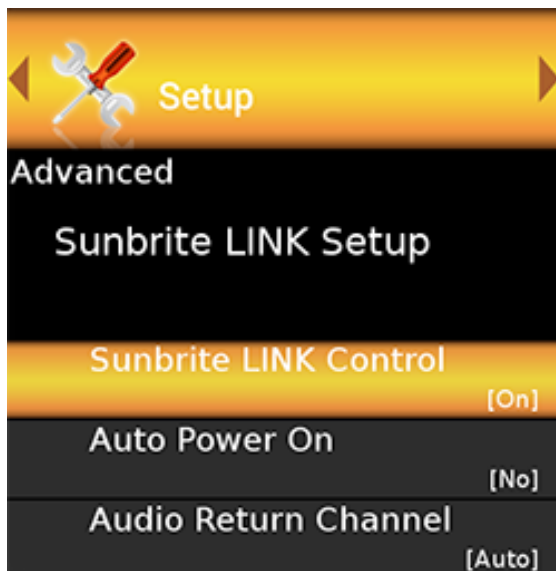 Setup
Advanced
Sunbrite LINK Setup
Sunbrite LINK Control
[On]
Auto Power On
[No]
Audio Return Channel
[Auto]